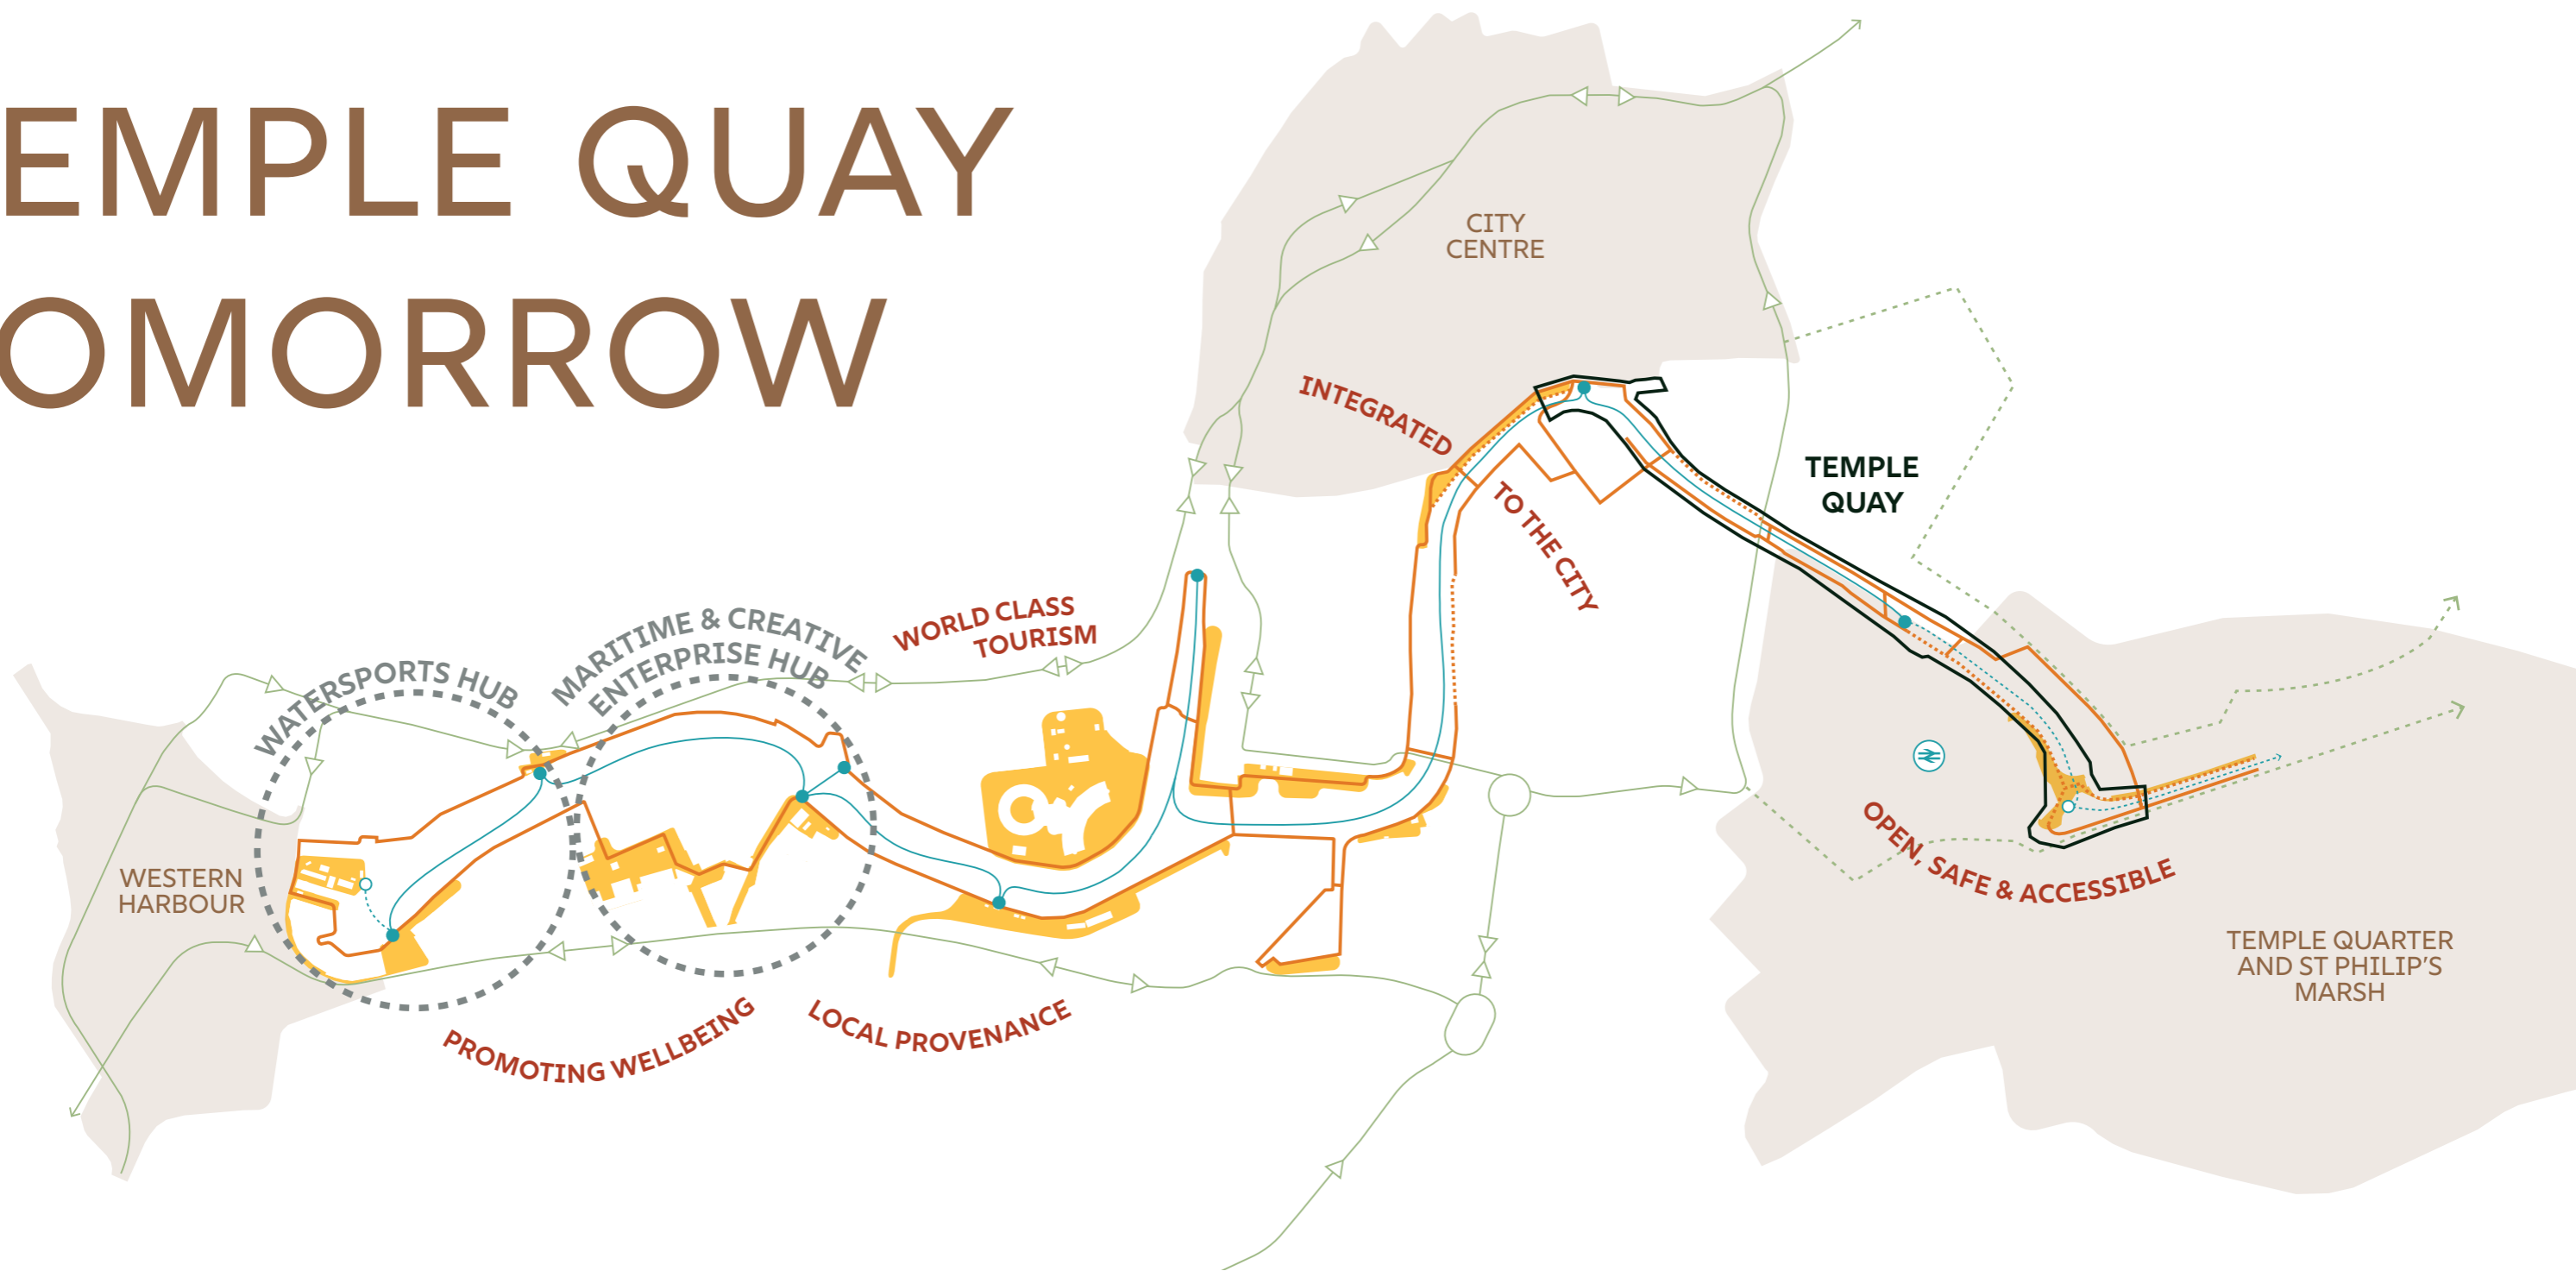 EMPLE QUAY
OMORROW
CITY
CENTRE
INTEGRATED
TO THE CITY
TEMPLE
QUAY
WORLD CLASS
TOURISM
MARITIME & CREATIVE
ENTERPRISE HUB
WATERSPORTS HUB
WESTERN
HARBOUR
PROMOTING WELLBEING
LOCAL PROVENANCE
OPEN, SAFE & ACCESSIBLE
TEMPLE QUARTER
AND ST PHILIP'S
MARSH